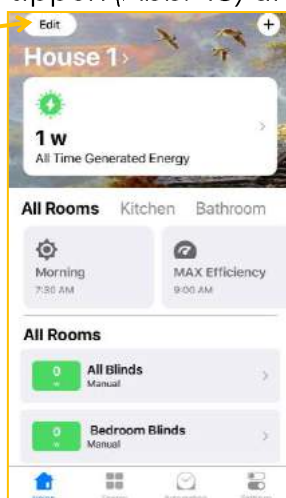 Edit +
House 1 >
1 w
All Time Generated Energy
All Rooms Kitchen Bathroom
Morning MAX Efficiency
7:30 AM 9:00 AM
All Rooms
0 All Blinds
w Manual
0 Bedroom Blinds
w Manual